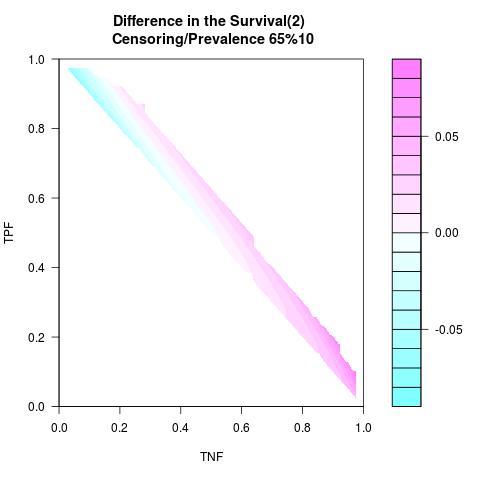 Difference in the Survival(2)
Censoring/Prevalence 65%10
1.0
0.8
0.6
0.4
0.2
0.0
TPF
0.0 0.2 0.4 0.6 0.8 1.0
TNF
0.05
0.00
-0.05